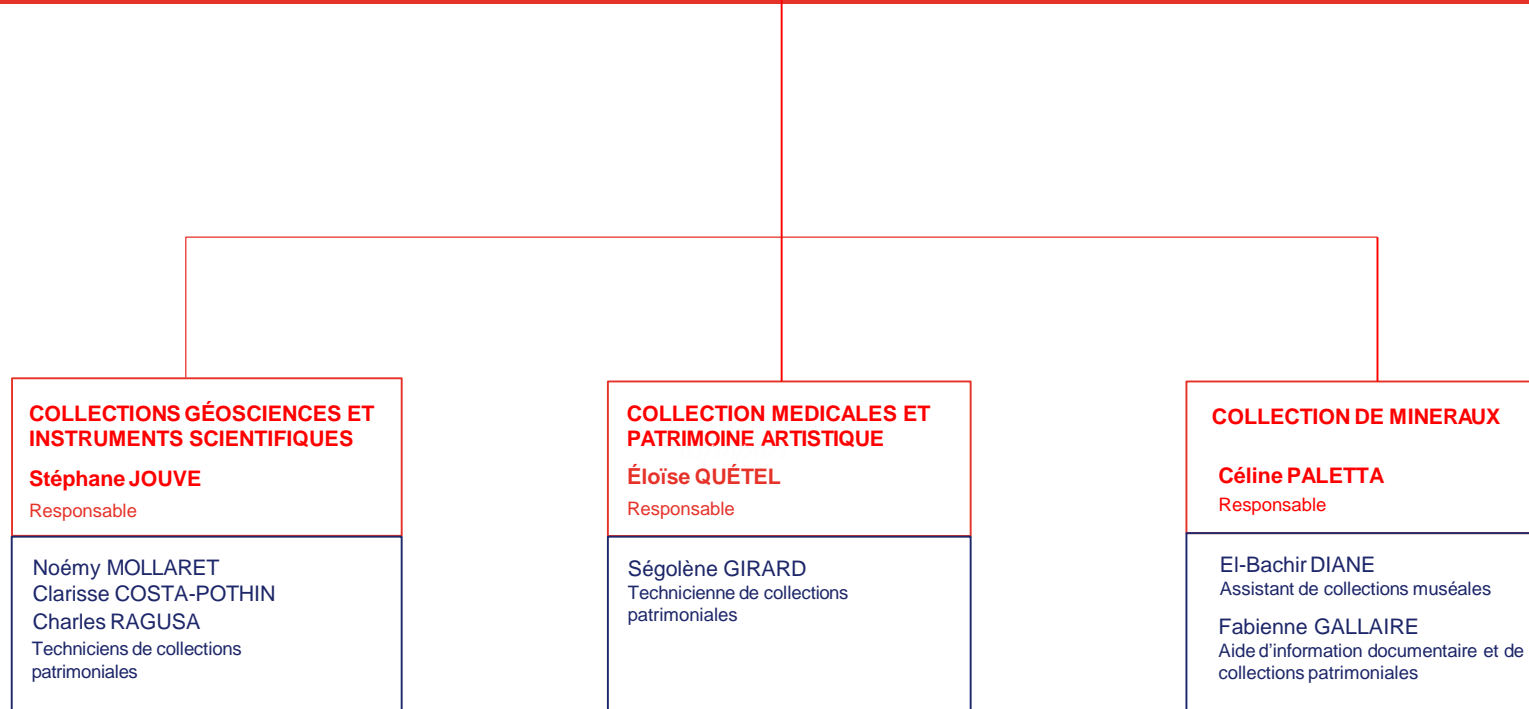 COLLECTIONS GÉOSCIENCES ET
INSTRUMENTS SCIENTIFIQUES
Stéphane JOUVE
Responsable
Noémy MOLLARET
Clarisse COSTA-POTHIN
Charles RAGUSA
Techniciens de collections
patrimoniales
COLLECTION MEDICALES ET
PATRIMOINE ARTISTIQUE
Éloïse QUÉTEL
Responsable
Ségolène GIRARD
Technicienne de collections
patrimoniales
COLLECTION DE MINERAUX
Céline PALETTA
Responsable
El-Bachir DIANE
Assistant de collections muséales
Fabienne GALLAIRE
Aide d'information documentaire et de
collections patrimoniales